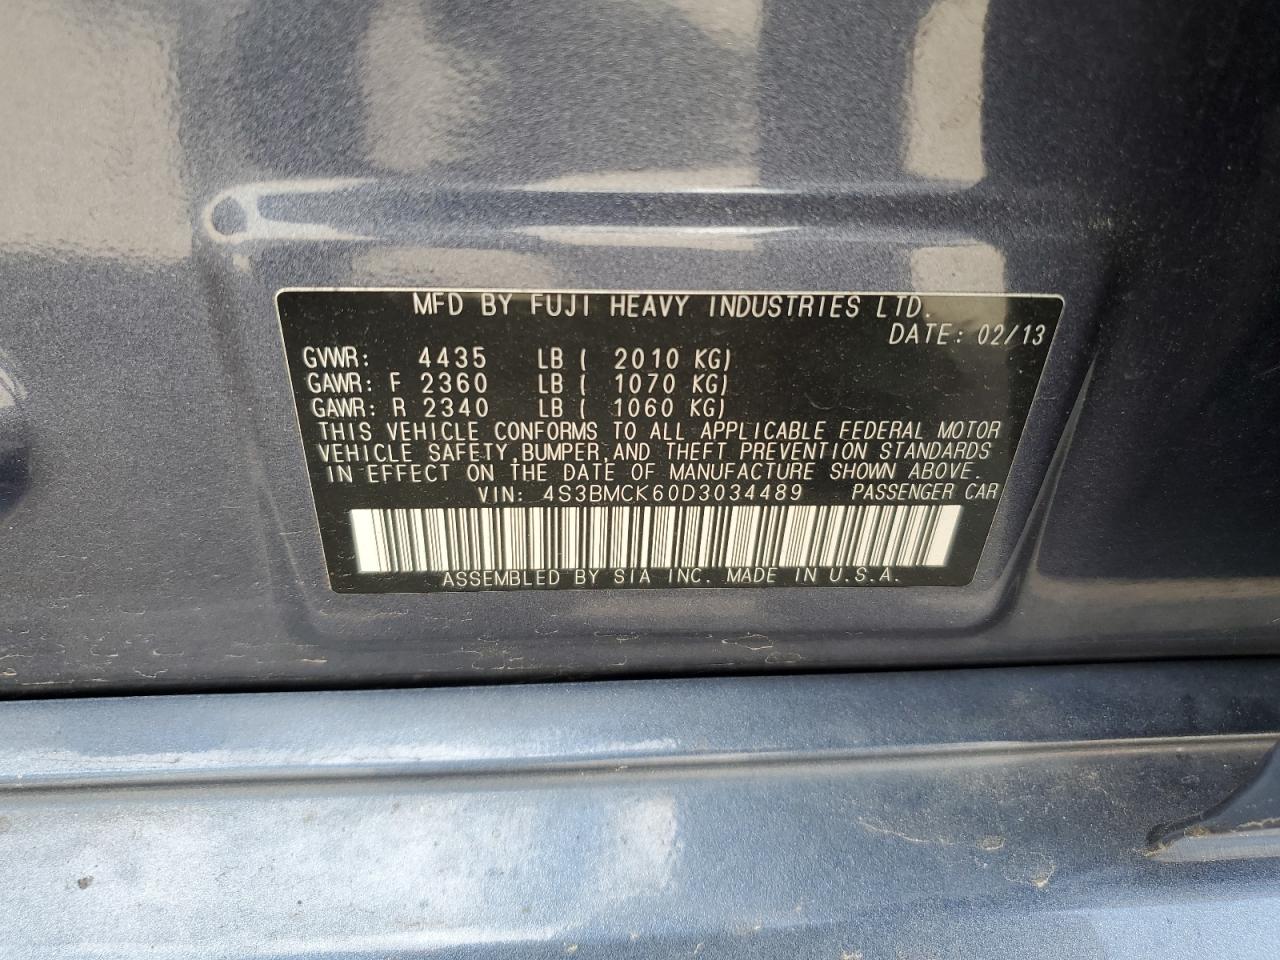 MFD BY FUJI HEAVY INDUSTRIES LTD.
DATE: 02/13
GVWR: 4435 LB ( 2010 KG)
GAWR: F 2360 LB ( 1070 KG)
GAWR: R 2340 LB ( 1060 KG)
THIS VEHICLE CONFORMS TO ALL APPLICABLE FEDERAL MOTOR
VEHICLE SAFETY,BUMPER,AND THEFT PREVENTION STANDARDS
IN EFFECT ON THE DATE OF MANUFACTURE SHOWN ABOVE.
VIN: 4S3BMCK60D3034489 PASSENGER CAR
ASSEMBLED BY SIA INC. MADE IN U.S.A.